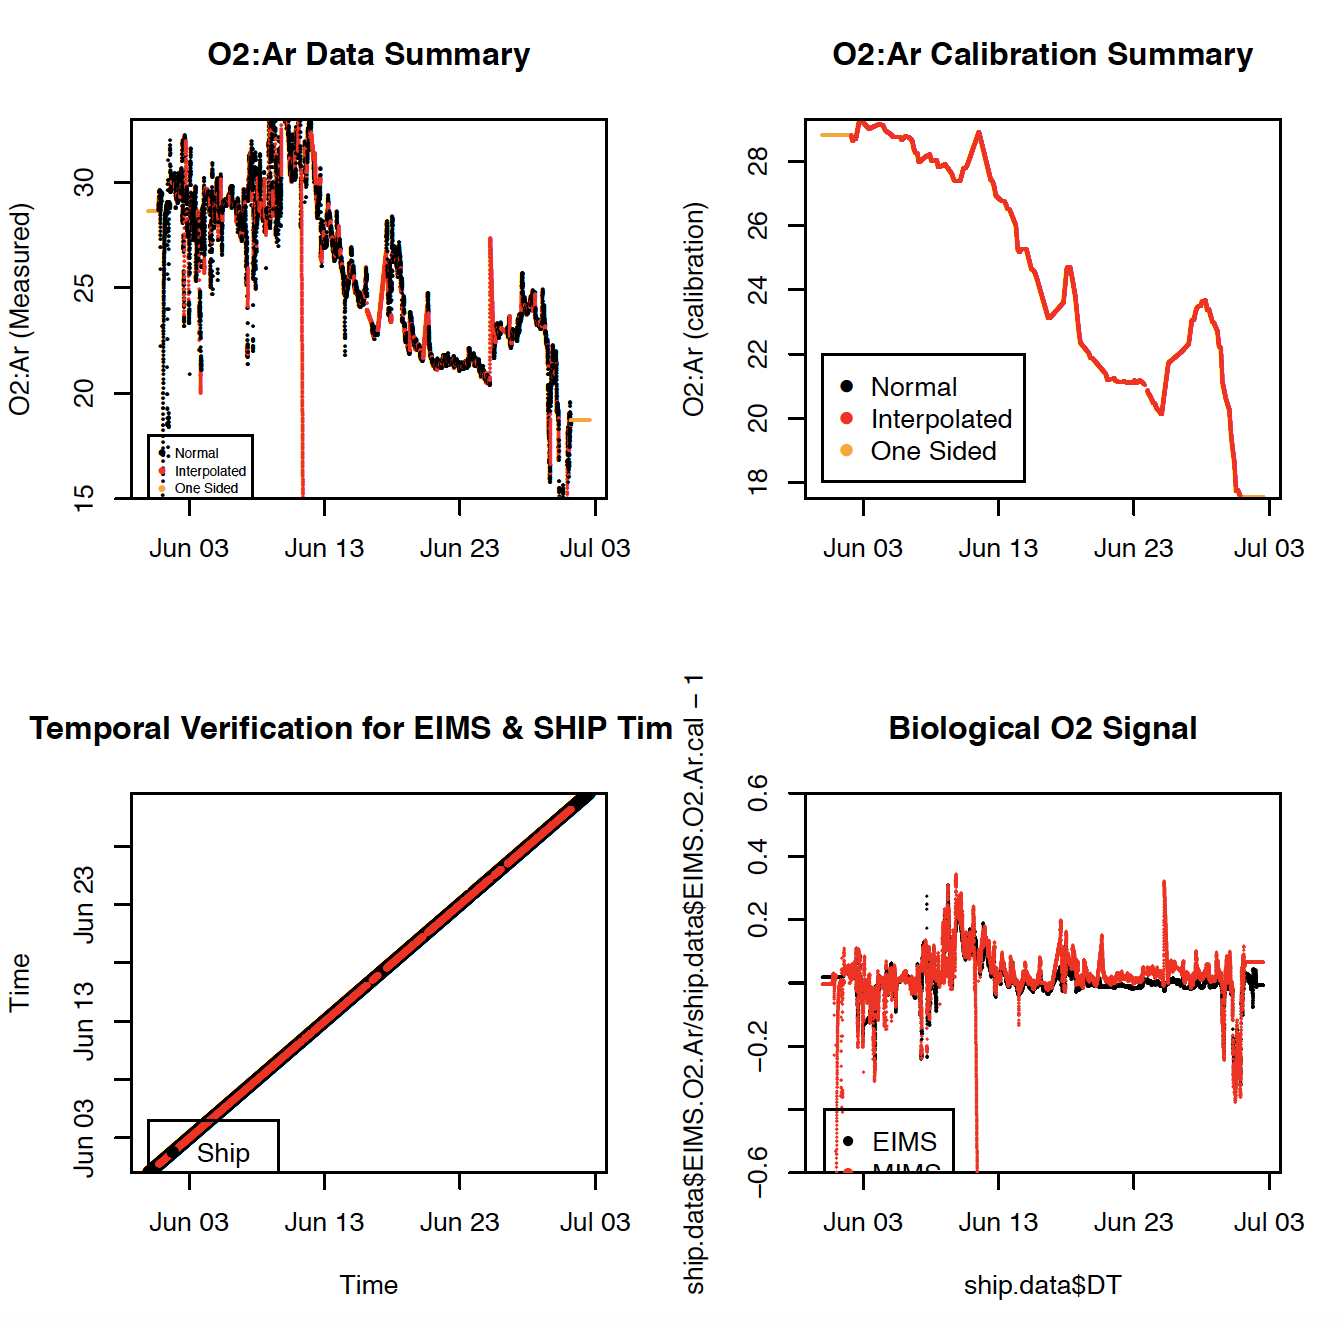 O2:Ar Data Summary
O2:Ar (Measured)
30
25
20
15
Normal
Interpolated
One Sided
Jun 03
Jun 13
Jun 23
Jul 03
O2:Ar Calibration Summary
O2:Ar (calibration)
28
26
24
22
20
18
Normal
Interpolated
One Sided
Jun 03
Jun 13
Jun 23
Jul 03
Temporal Verification for EIMS & SHIP Tim
Time
Jun 23
Jun 13
Jun 03
Ship
Jun 03
Jun 13
Jun 23
Jul 03
Time
Biological O2 Signal
ship.data$EIMS.O2.Ar/ship.data$EIMS.O2.Ar.cal − 1
0.6
0.4
0.2
−0.2
−0.6
EIMS
MIMS
Jun 03
Jun 13
Jun 23
Jul 03
ship.data$DT